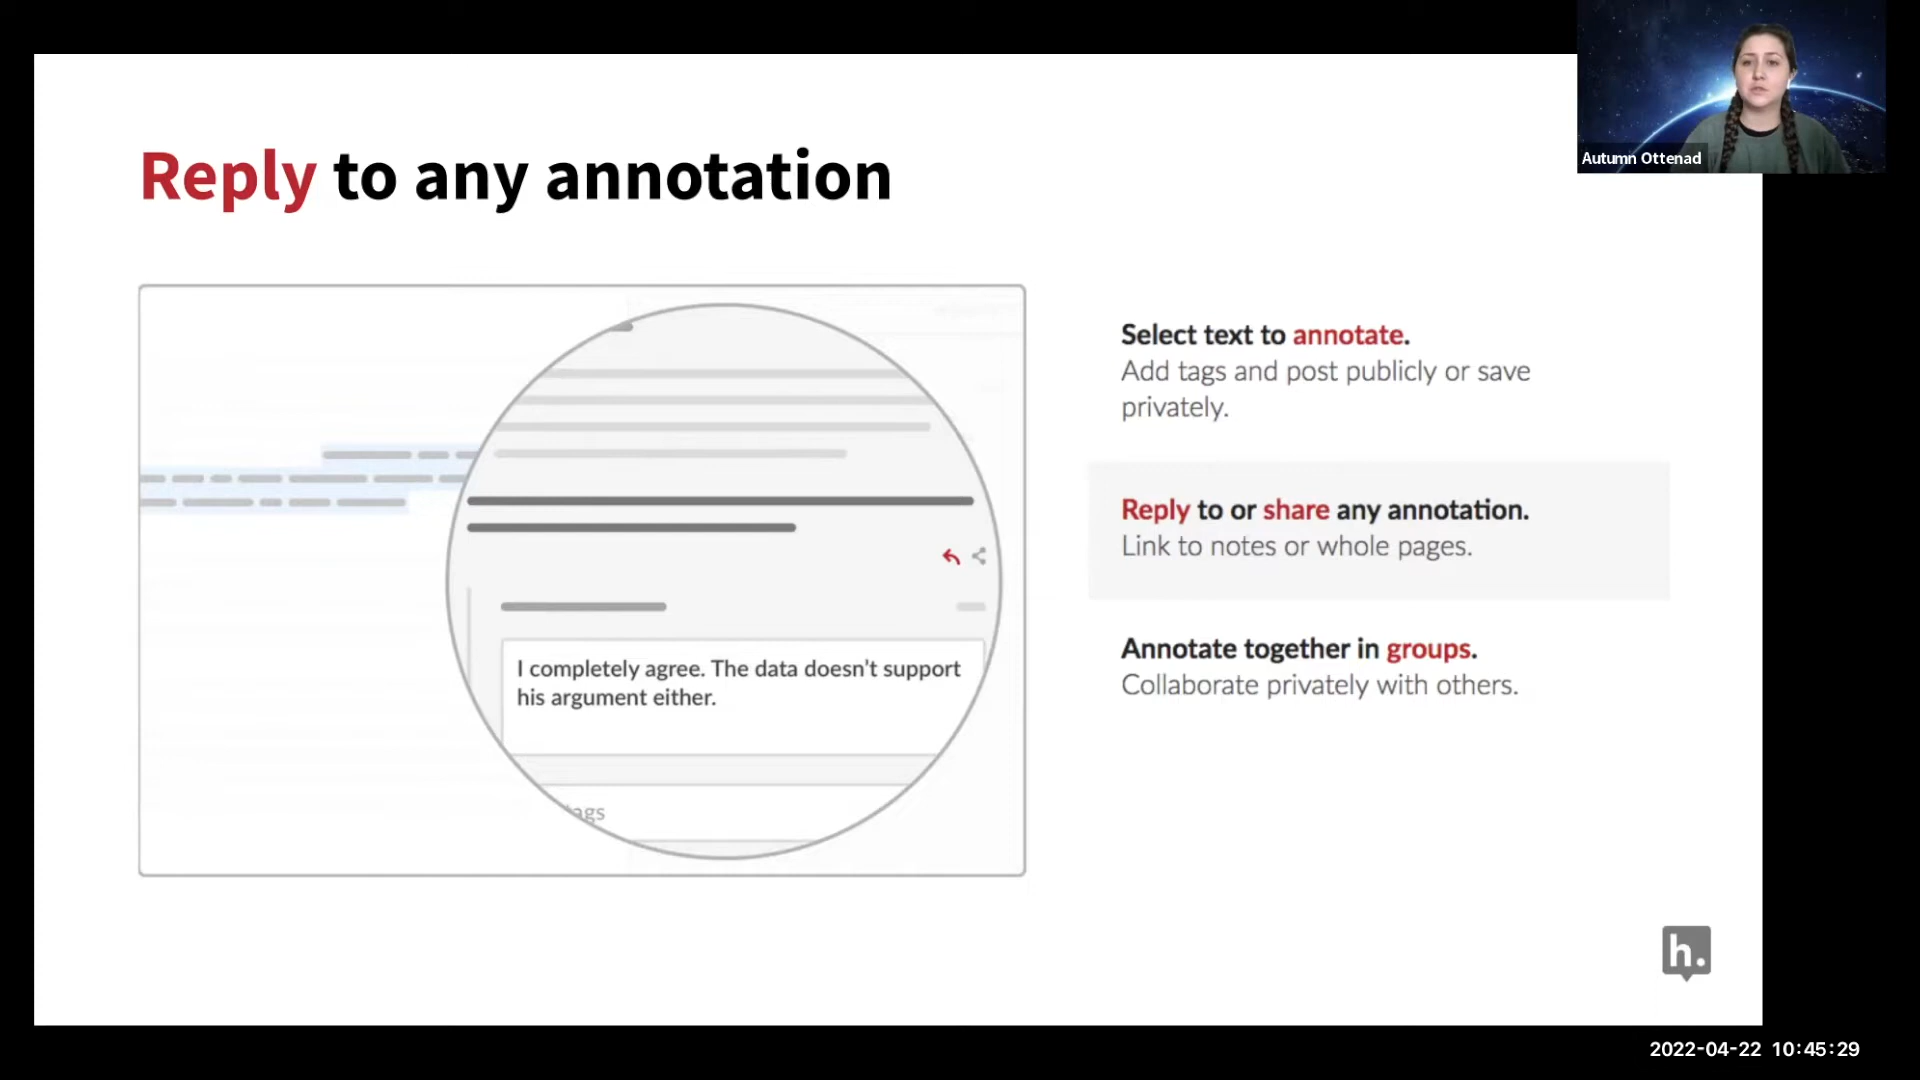 Autumn Ottenad
Reply to any annotation
Select text to annotate.
Add tags and post publicly or save
privately.
Reply to or share any annotation.
Link to notes or whole pages.
Annotate together in groups.
Collaborate privately with others.
I completely agree. The data doesn't support
his argument either.
tags
h.
2022-04-22 10:45:29